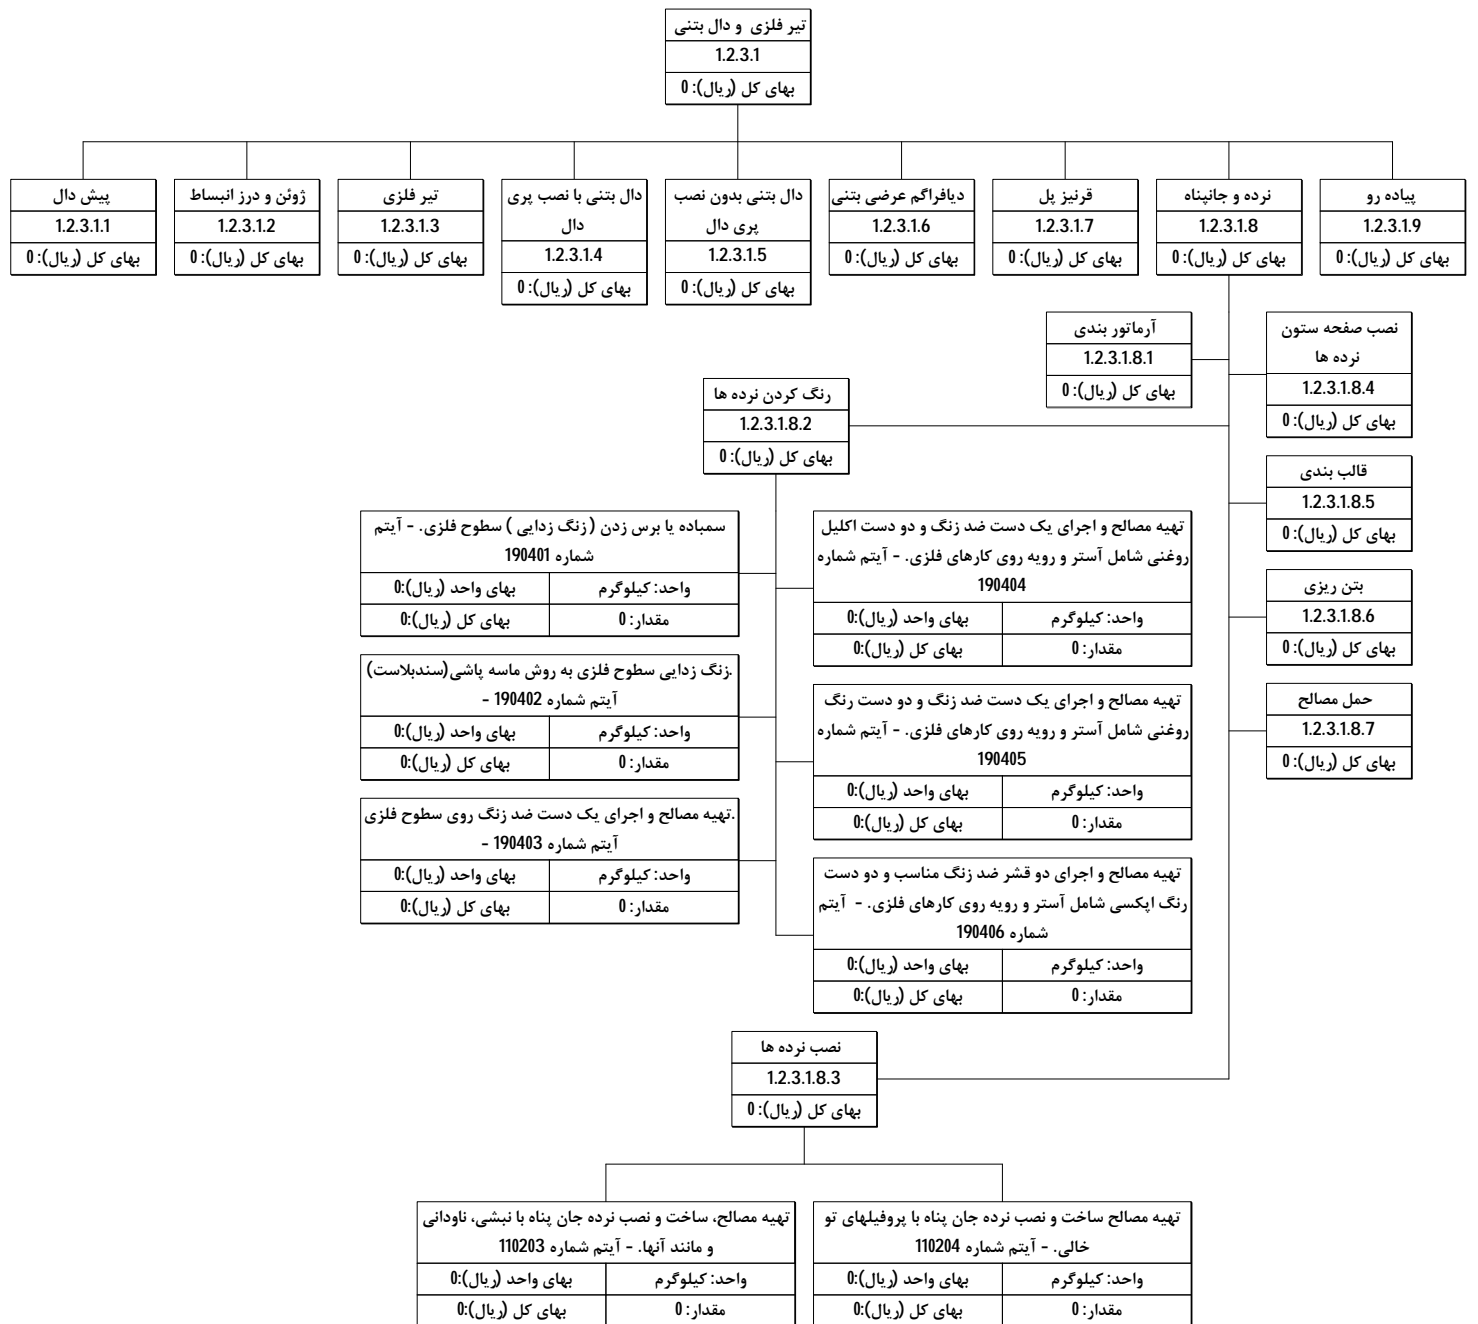 تیر فلزی و دال بتنی
1.2.3.1
بهای کل (ریال): 0
پیش دال
1.2.3.1.1
بهای کل (ریال): 0
ژوئن و درز انبساط
1.2.3.1.2
بهای کل (ریال): 0
تیر فلزی
1.2.3.1.3
بهای کل (ریال): 0
دال بتنی با نصب پری
دال
1.2.3.1.4
بهای کل (ریال): 0
دال بتنی بدون نصب
پری دال
1.2.3.1.5
بهای کل (ریال): 0
دیافراگم عرضی بتنی
1.2.3.1.6
بهای کل (ریال): 0
قرنیز پل
1.2.3.1.7
بهای کل (ریال): 0
نرده و جانپناه
1.2.3.1.8
بهای کل (ریال): 0
پیاده رو
1.2.3.1.9
بهای کل (ریال): 0
آرماتور بندی
1.2.3.1.8.1
بهای کل (ریال): 0
نصب صفحه ستون
نرده ها
1.2.3.1.8.4
بهای کل (ریال): 0
رنگ کردن نرده ها
1.2.3.1.8.2
بهای کل (ریال): 0
قالب بندی
1.2.3.1.8.5
بهای کل (ریال): 0
بتن ریزی
1.2.3.1.8.6
بهای کل (ریال): 0
حمل مصالح
1.2.3.1.8.7
بهای کل (ریال): 0
سمباده یا برس زدن ( زنگ زدایی ) سطوح فلزی. - آیتم
شماره 190401
واحد: کیلوگرم بهای واحد (ریال):0
مقدار: 0 بهای کل (ریال):0
.زنگ زدایی سطوح فلزی به روش ماسه پاشی(سندبلاست)
آیتم شماره 190402 -
واحد: کیلوگرم بهای واحد (ریال):0
مقدار: 0 بهای کل (ریال):0
.تهیه مصالح و اجرای یک دست ضد زنگ روی سطوح فلزی
آیتم شماره 190403 -
واحد: کیلوگرم بهای واحد (ریال):0
مقدار: 0 بهای کل (ریال):0
تهیه مصالح و اجرای یک دست ضد زنگ و دو دست اکلیل
روغنی شامل آستر و رویه روی کارهای فلزی. - آیتم شماره
190404
واحد: کیلوگرم بهای واحد (ریال):0
مقدار: 0 بهای کل (ریال):0
تهیه مصالح و اجرای یک دست ضد زنگ و دو دست رنگ
روغنی شامل آستر و رویه روی کارهای فلزی. - آیتم شماره
190405
واحد: کیلوگرم بهای واحد (ریال):0
مقدار: 0 بهای کل (ریال):0
تهیه مصالح و اجرای دو قشر ضد زنگ مناسب و دو دست
رنگ اپکسی شامل آستر و رویه روی کارهای فلزی. - آیتم
شماره 190406
واحد: کیلوگرم بهای واحد (ریال):0
مقدار: 0 بهای کل (ریال):0
نصب نرده ها
1.2.3.1.8.3
بهای کل (ریال): 0
تهیه مصالح، ساخت و نصب نرده جان پناه با نبشی، ناودانی
و مانند آنها. - آیتم شماره 110203
واحد: کیلوگرم بهای واحد (ریال):0
مقدار: 0 بهای کل (ریال):0
تهیه مصالح ساخت و نصب نرده جان پناه با پروفیلهای تو
خالی. - آیتم شماره 110204
واحد: کیلوگرم بهای واحد (ریال):0
مقدار: 0 بهای کل (ریال):0